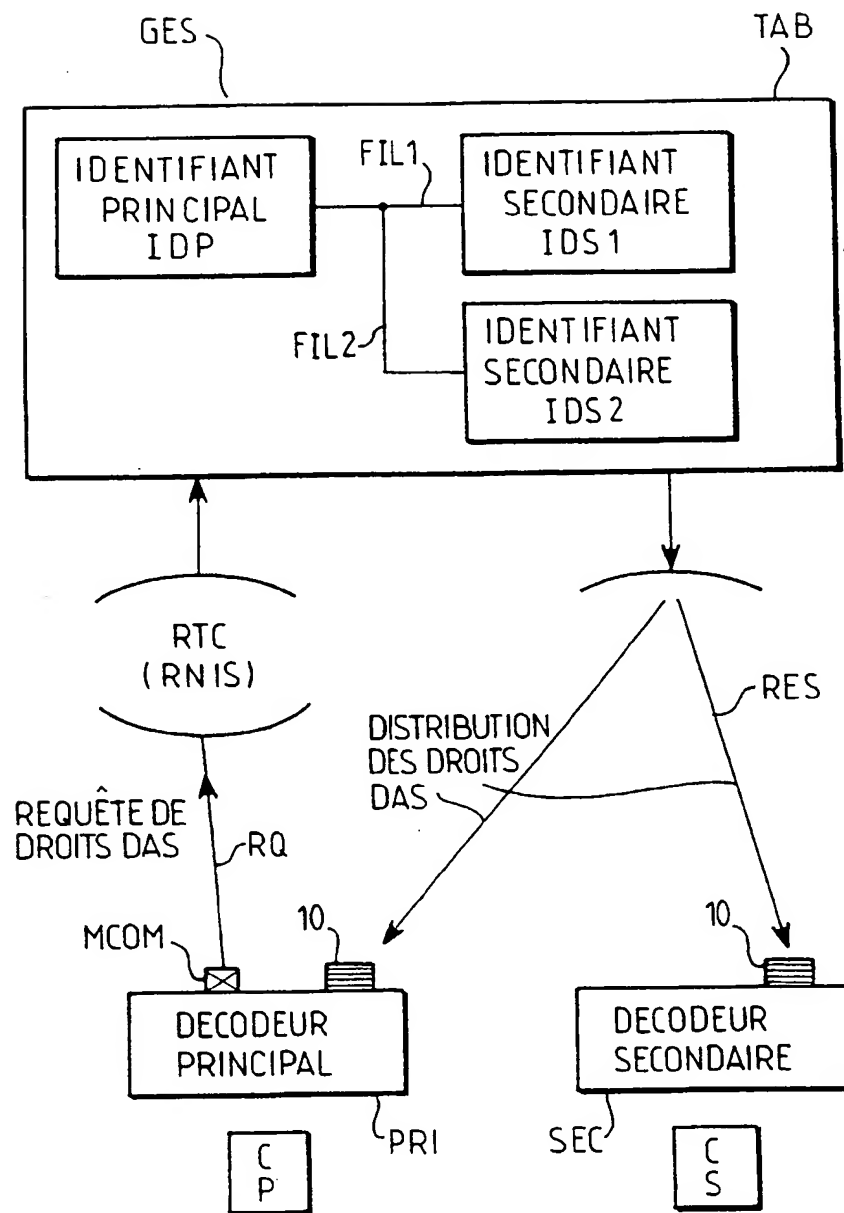 GES
TAB
IDENTIFIANT
PRINCIPAL
IDP
FIL1
IDENTIFIANT
SECONDAIRE
IDS1
FIL2
IDENTIFIANT
SECONDAIRE
IDS2
RTC
(RNIS)
RES
DISTRIBUTION
DES DROITS
DAS
REQUÊTE DE
DROITS DAS
RQ
MCOM
10
10
DECODEUR
PRINCIPAL
DECODEUR
SECONDAIRE
PRI
SEC
C
P
C
S